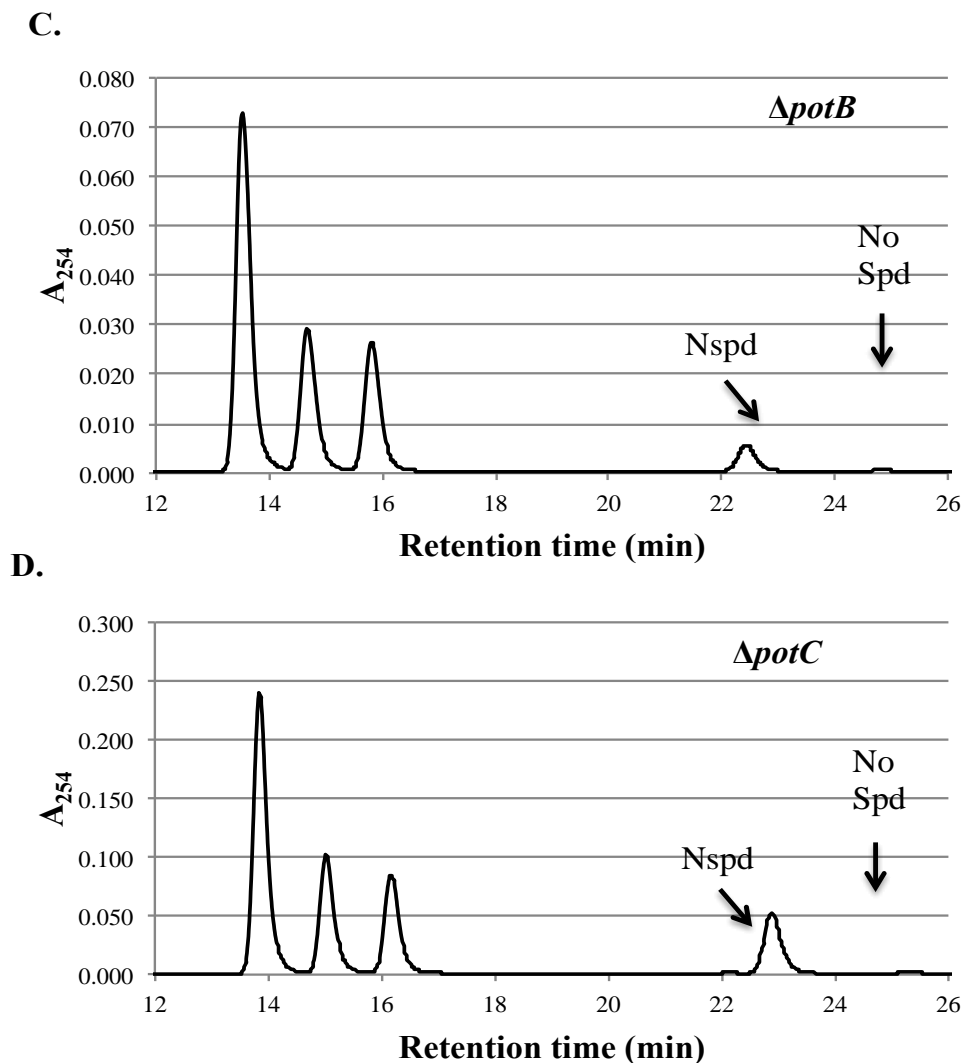 C.
0.080
0.070
0.060
0.050
0.040
0.030
0.020
0.010
0.000
A254
ΔpotB
No
Spd
Nspd
12 14 16 18 20 22 24 26
Retention time (min)
D.
0.300
0.250
0.200
0.150
0.100
0.050
0.000
A254
ΔpotC
No
Spd
Nspd
12 14 16 18 20 22 24 26
Retention time (min)